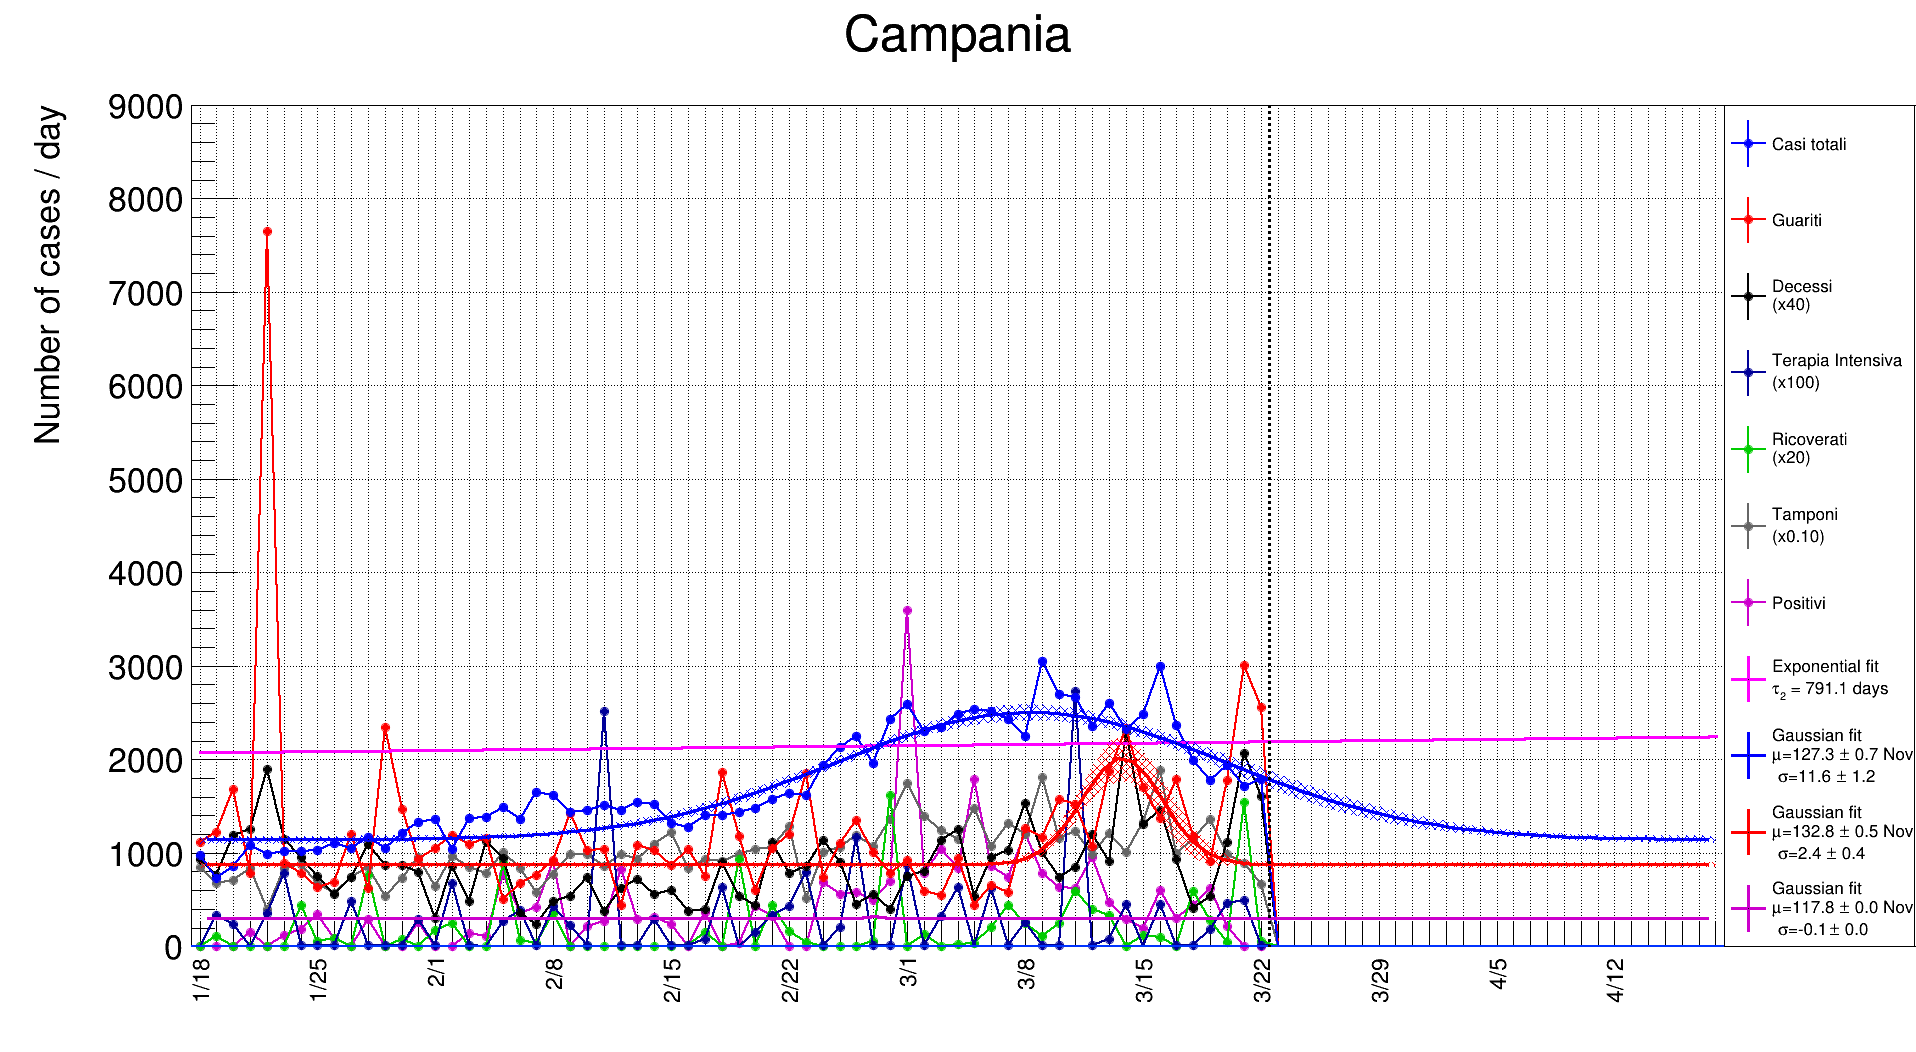 Campania
Number of cases / day
9000
8000
7000
6000
5000
4000
3000
2000
1000
0
1/18
1/25
2/1
2/8
2/15
2/22
3/1
3/8
3/15
3/22
3/29
4/5
4/12
Casi totali
Guariti
Decessi
(x40)
Terapia Intensiva
(x100)
Ricoverati
(x20)
Tamponi
(x0.10)
Positivi
Exponential fit
τ2 = 791.1 days
Gaussian fit
μ=127.3 ± 0.7 Nov
σ=11.6 ± 1.2
Gaussian fit
μ=132.8 ± 0.5 Nov
σ=2.4 ± 0.4
Gaussian fit
μ=117.8 ± 0.0 Nov
σ=-0.1 ± 0.0